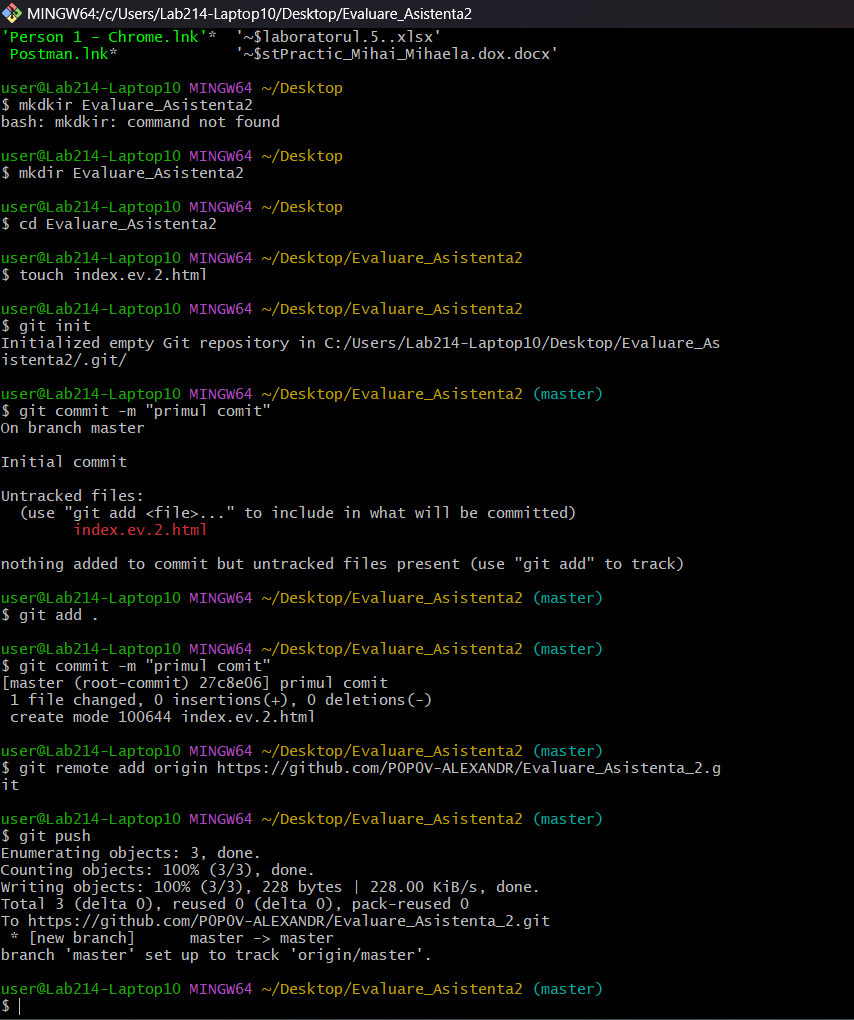 MINGW64:/c/Users/Lab214-Laptop10/Desktop/Evaluare_Asistenta2
'Person 1 - Chrome.lnk'*  '~$laboratorul.5..xlsx'
 Postman.lnk*             '~$stPractic_Mihai_Mihaela.dox.docx'
user@Lab214-Laptop10 MINGW64 ~/Desktop
$ mkdkir Evaluare_Asistenta2
bash: mkdkir: command not found
user@Lab214-Laptop10 MINGW64 ~/Desktop
$ mkdir Evaluare_Asistenta2
user@Lab214-Laptop10 MINGW64 ~/Desktop
$ cd Evaluare_Asistenta2
user@Lab214-Laptop10 MINGW64 ~/Desktop/Evaluare_Asistenta2
$ touch index.ev.2.html
user@Lab214-Laptop10 MINGW64 ~/Desktop/Evaluare_Asistenta2
$ git init
Initialized empty Git repository in C:/Users/Lab214-Laptop10/Desktop/Evaluare_As
istenta2/.git/
user@Lab214-Laptop10 MINGW64 ~/Desktop/Evaluare_Asistenta2 (master)
$ git commit -m "primul comit"
On branch master
Initial commit
Untracked files:
  (use "git add <file>..." to include in what will be committed)
        index.ev.2.html
nothing added to commit but untracked files present (use "git add" to track)
user@Lab214-Laptop10 MINGW64 ~/Desktop/Evaluare_Asistenta2 (master)
$ git add .
user@Lab214-Laptop10 MINGW64 ~/Desktop/Evaluare_Asistenta2 (master)
$ git commit -m "primul comit"
[master (root-commit) 27c8e06] primul comit
 1 file changed, 0 insertions(+), 0 deletions(-)
 create mode 100644 index.ev.2.html
user@Lab214-Laptop10 MINGW64 ~/Desktop/Evaluare_Asistenta2 (master)
$ git remote add origin https://github.com/P0P0V-ALEXANDR/Evaluare_Asistenta_2.g
it
user@Lab214-Laptop10 MINGW64 ~/Desktop/Evaluare_Asistenta2 (master)
$ git push
Enumerating objects: 3, done.
Counting objects: 100% (3/3), done.
Writing objects: 100% (3/3), 228 bytes | 228.00 KiB/s, done.
Total 3 (delta 0), reused 0 (delta 0), pack-reused 0
To https://github.com/P0P0V-ALEXANDR/Evaluare_Asistenta_2.git
 * [new branch]      master -> master
branch 'master' set up to track 'origin/master'.
user@Lab214-Laptop10 MINGW64 ~/Desktop/Evaluare_Asistenta2 (master)
$